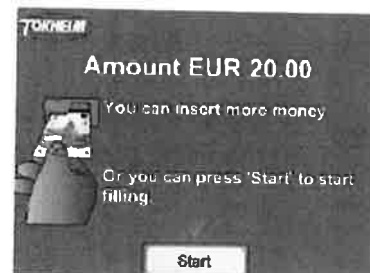 TOKHEIM
Amount EUR 20.00
You can insert more money
Or you can press 'Start' to start
filling.
Start